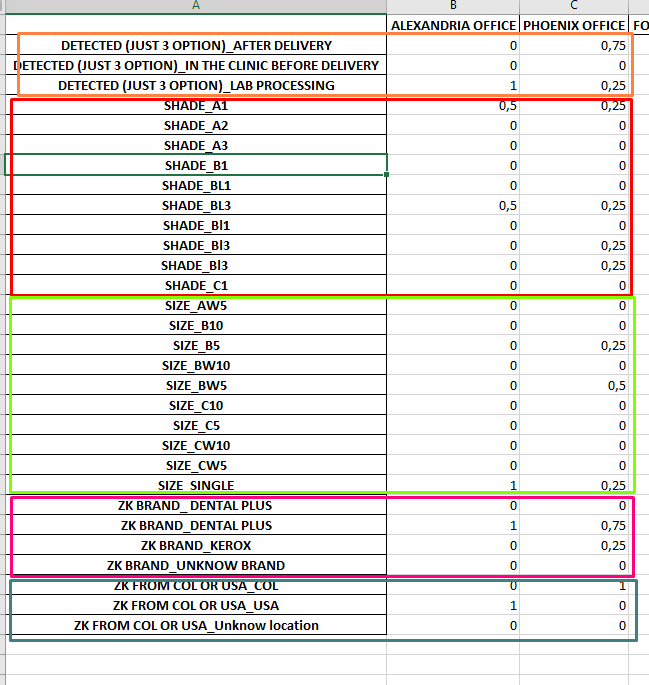 A B C
ALEXANDRIA OFFICE PHOENIX OFFICE FO
DETECTED (JUST 3 OPTION)_AFTER DELIVERY 0 0,75
DETECTED (JUST 3 OPTION)_IN THE CLINIC BEFORE DELIVERY 0 0
DETECTED (JUST 3 OPTION)_LAB PROCESSING 1 0,25
SHADE_A1 0,5 0,25
SHADE_A2 0 0
SHADE_A3 0 0
SHADE_B1 0 0
SHADE_BL1 0 0
SHADE_BL3 0,5 0,25
SHADE_Bl1 0 0
SHADE_Bl3 0 0,25
SHADE_Bl3 0 0,25
SHADE_C1 0 0
SIZE_AW5 0 0
SIZE_B10 0 0
SIZE_B5 0 0,25
SIZE_BW10 0 0
SIZE_BW5 0 0,5
SIZE_C10 0 0
SIZE_C5 0 0
SIZE_CW10 0 0
SIZE_CW5 0 0
SIZE_SINGLE 1 0,25
ZK BRAND_ DENTAL PLUS 0 0
ZK BRAND_DENTAL PLUS 1 0,75
ZK BRAND_KEROX 0 0,25
ZK BRAND_UNKNOW BRAND 0 0
ZK FROM COL OR USA_COL 0 1
ZK FROM COL OR USA_USA 1 0
ZK FROM COL OR USA_Unknow location 0 0